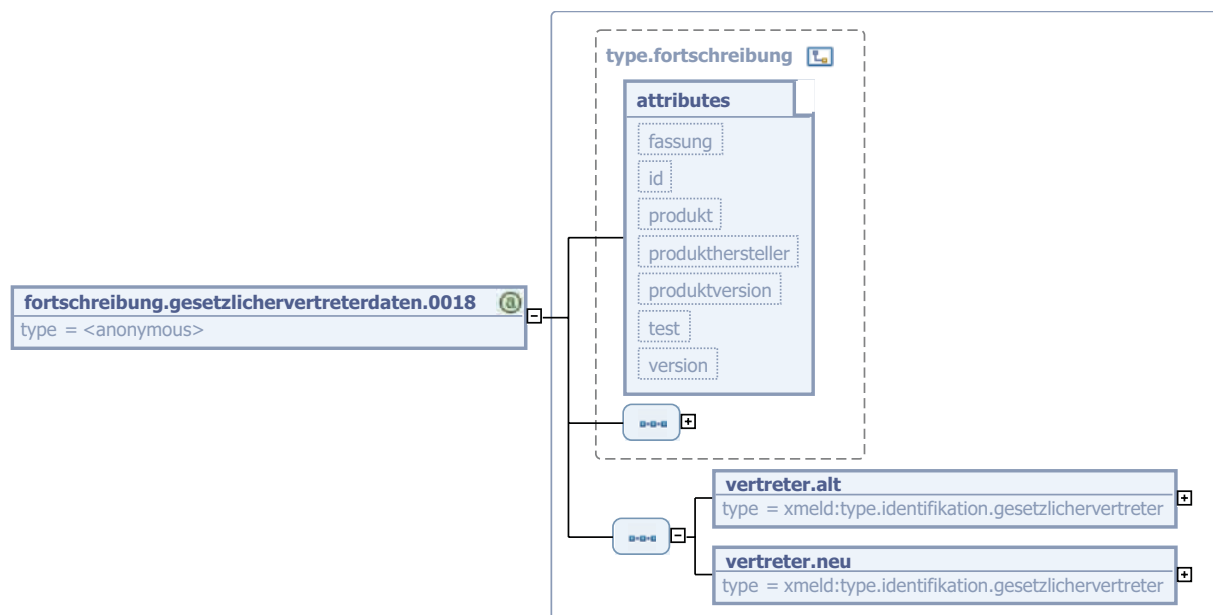 type.fortschreibung
attributes
fassung
id
produkt
produkthersteller
produktversion
test
version
fortschreibung.gesetzlichervertreterdaten.0018 @
type = <anonymous>
vertreter.alt
type = xmeld:type.identifikation.gesetzlichervertreter
vertreter.neu
type = xmeld:type.identifikation.gesetzlichervertreter